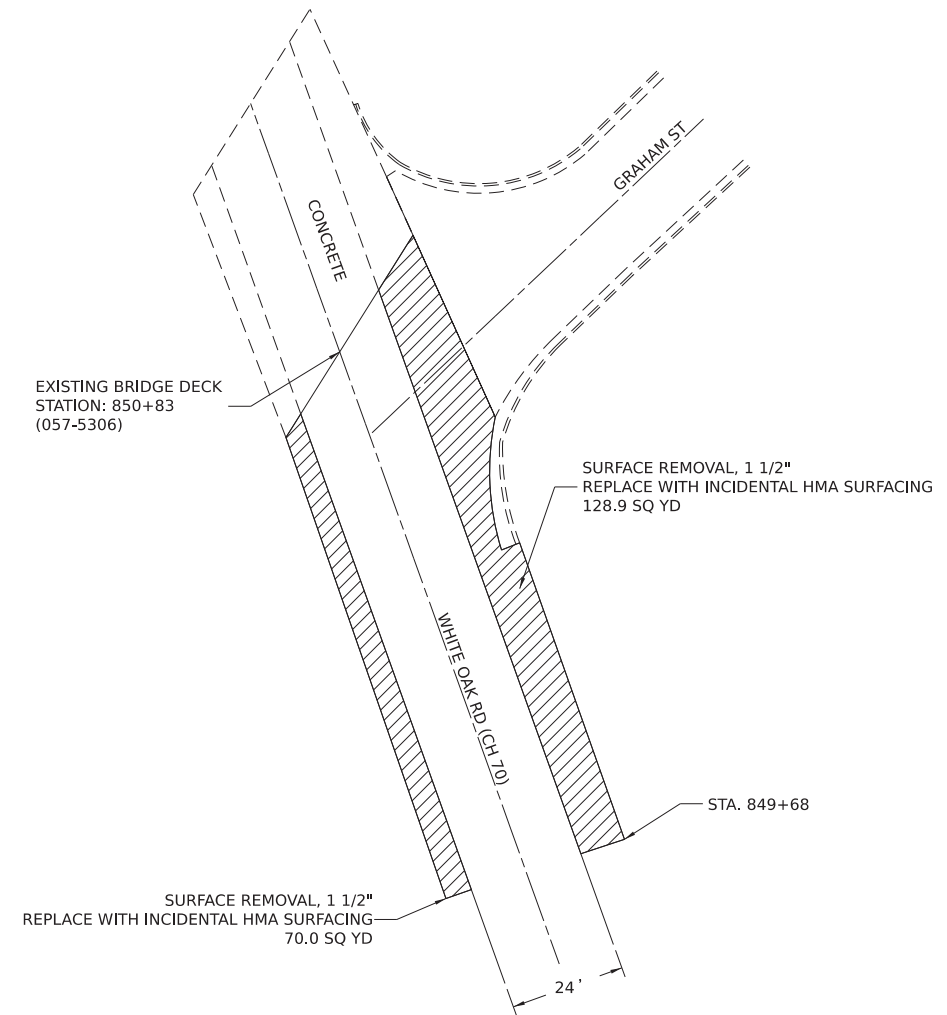 GRAHAM ST
CONCRETE
EXISTING BRIDGE DECK
STATION: 850+83
(057-5306)
SURFACE REMOVAL, 1 1/2"
REPLACE WITH INCIDENTAL HMA SURFACING
128.9 SQ YD
WHITE OAK RD (CH 70)
STA. 849+68
SURFACE REMOVAL, 1 1/2"
REPLACE WITH INCIDENTAL HMA SURFACING
70.0 SQ YD
24'